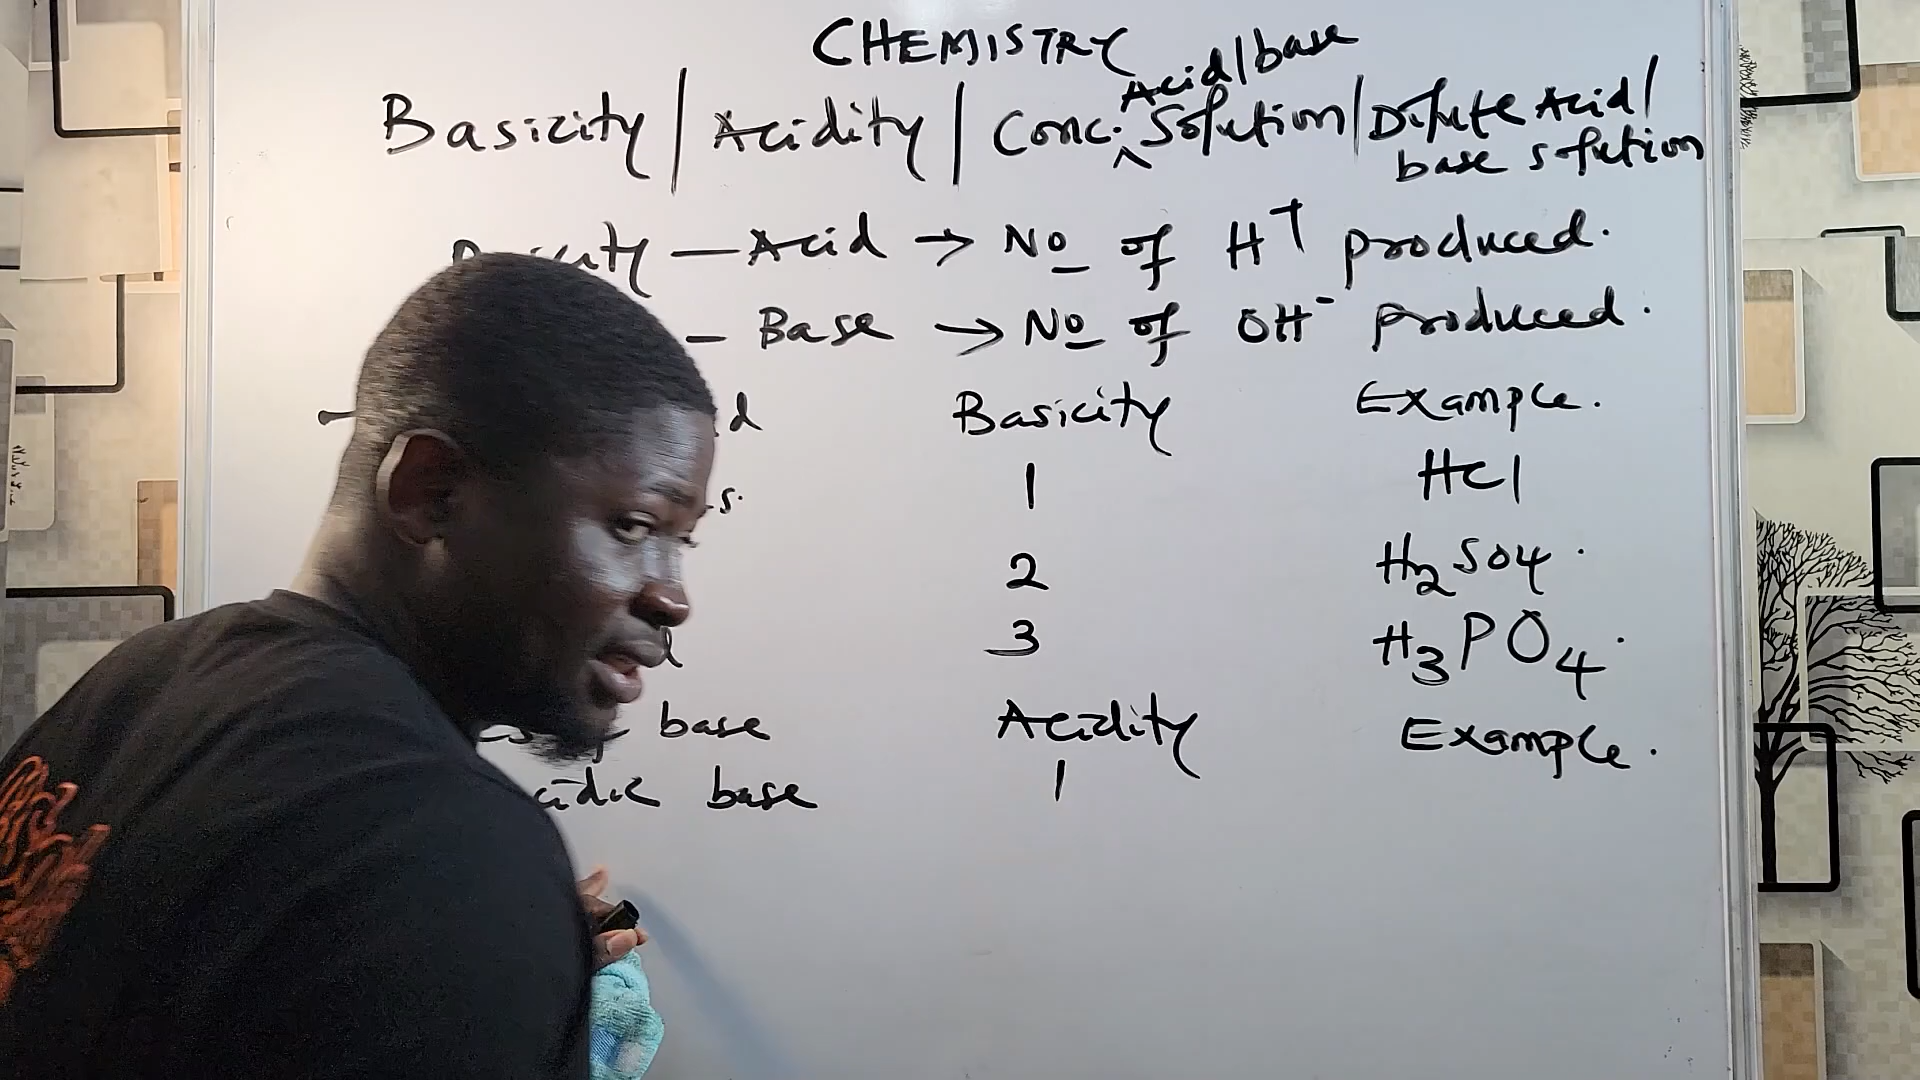 CHEMISTRY
Basicity / Acidity / Conc. Acid/base Solution / Dilute Acid / base solution
— Acid → No of H+ produced.
— Base → No of OH- produced.
Basicity Example.
1 HCl
2 H2SO4.
3 H3PO4.
base Acidity Example.
base 1